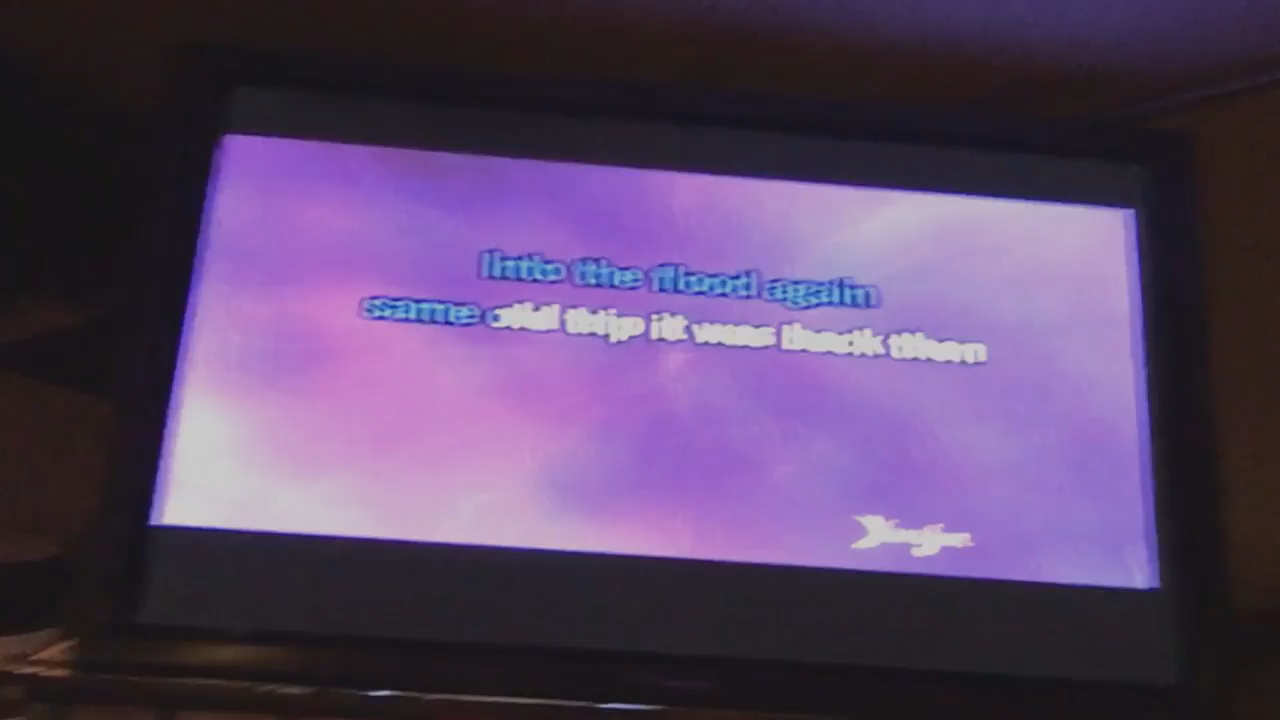 Into the flood again
same old trip it was back then